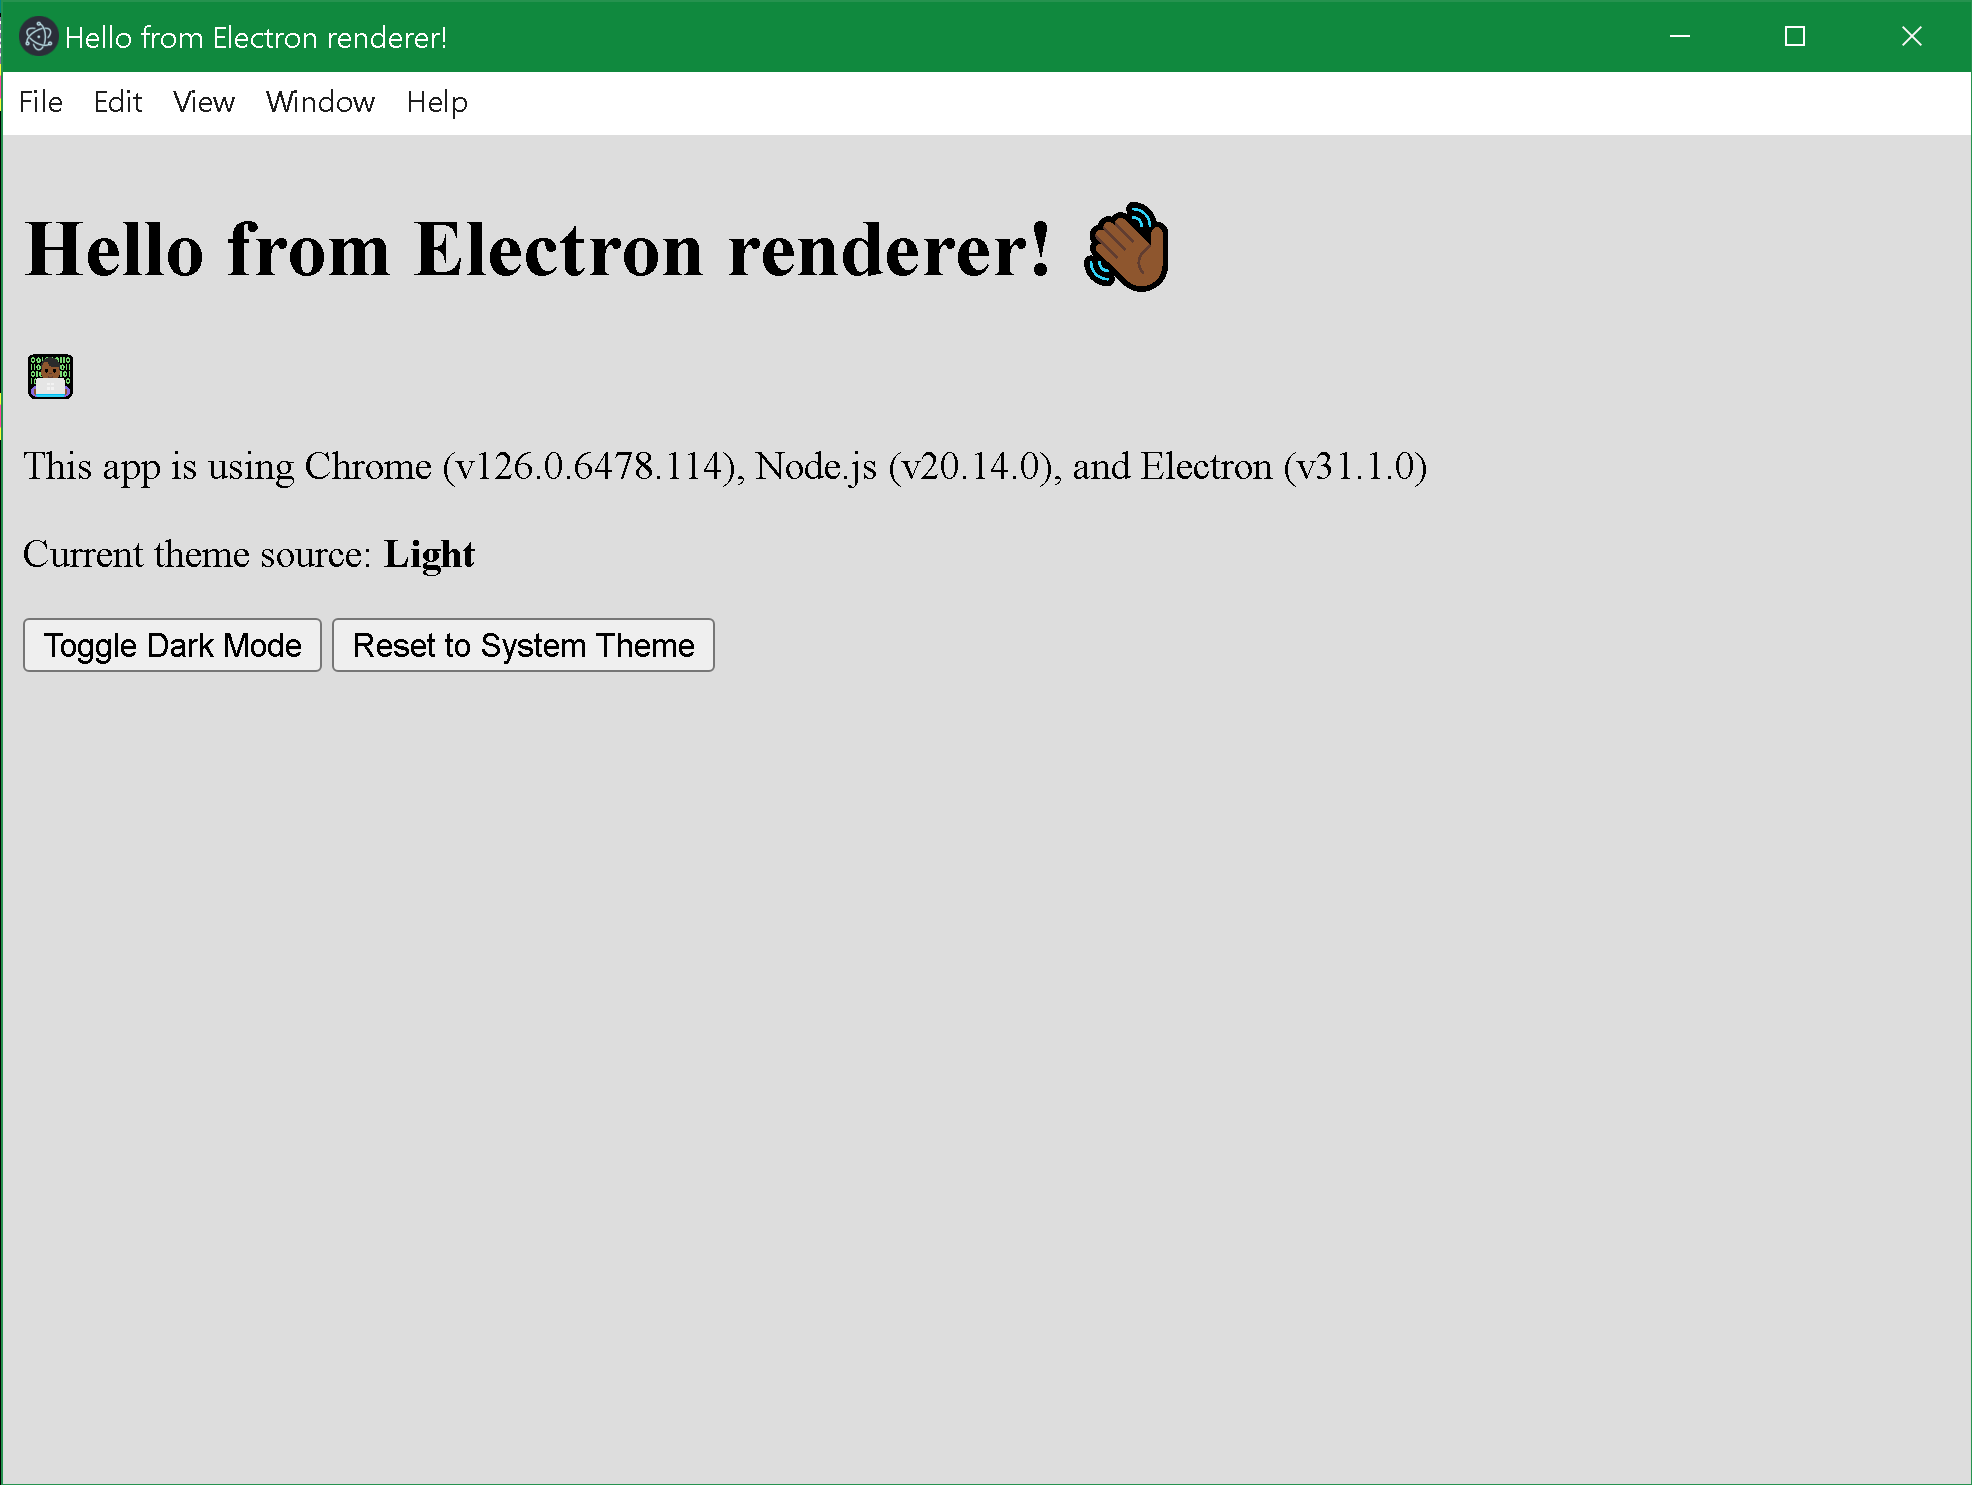 Hello from Electron renderer!
File Edit View Window Help
Hello from Electron renderer! 👋🏾
👨🏾‍💻
This app is using Chrome (v126.0.6478.114), Node.js (v20.14.0), and Electron (v31.1.0)
Current theme source: Light
Toggle Dark Mode Reset to System Theme